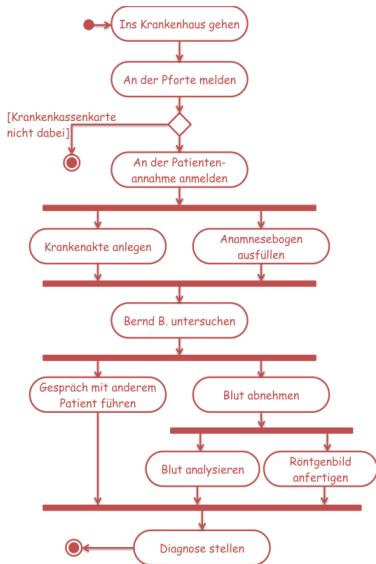 Ins Krankenhaus gehen
An der Pforte melden
[Krankenkassenkarte
nicht dabei]
An der Patienten-
annahme anmelden
Krankenakte anlegen
Anamnesebogen
ausfüllen
Bernd B. untersuchen
Gespräch mit anderem
Patient führen
Blut abnehmen
Blut analysieren
Röntgenbild
anfertigen
Diagnose stellen